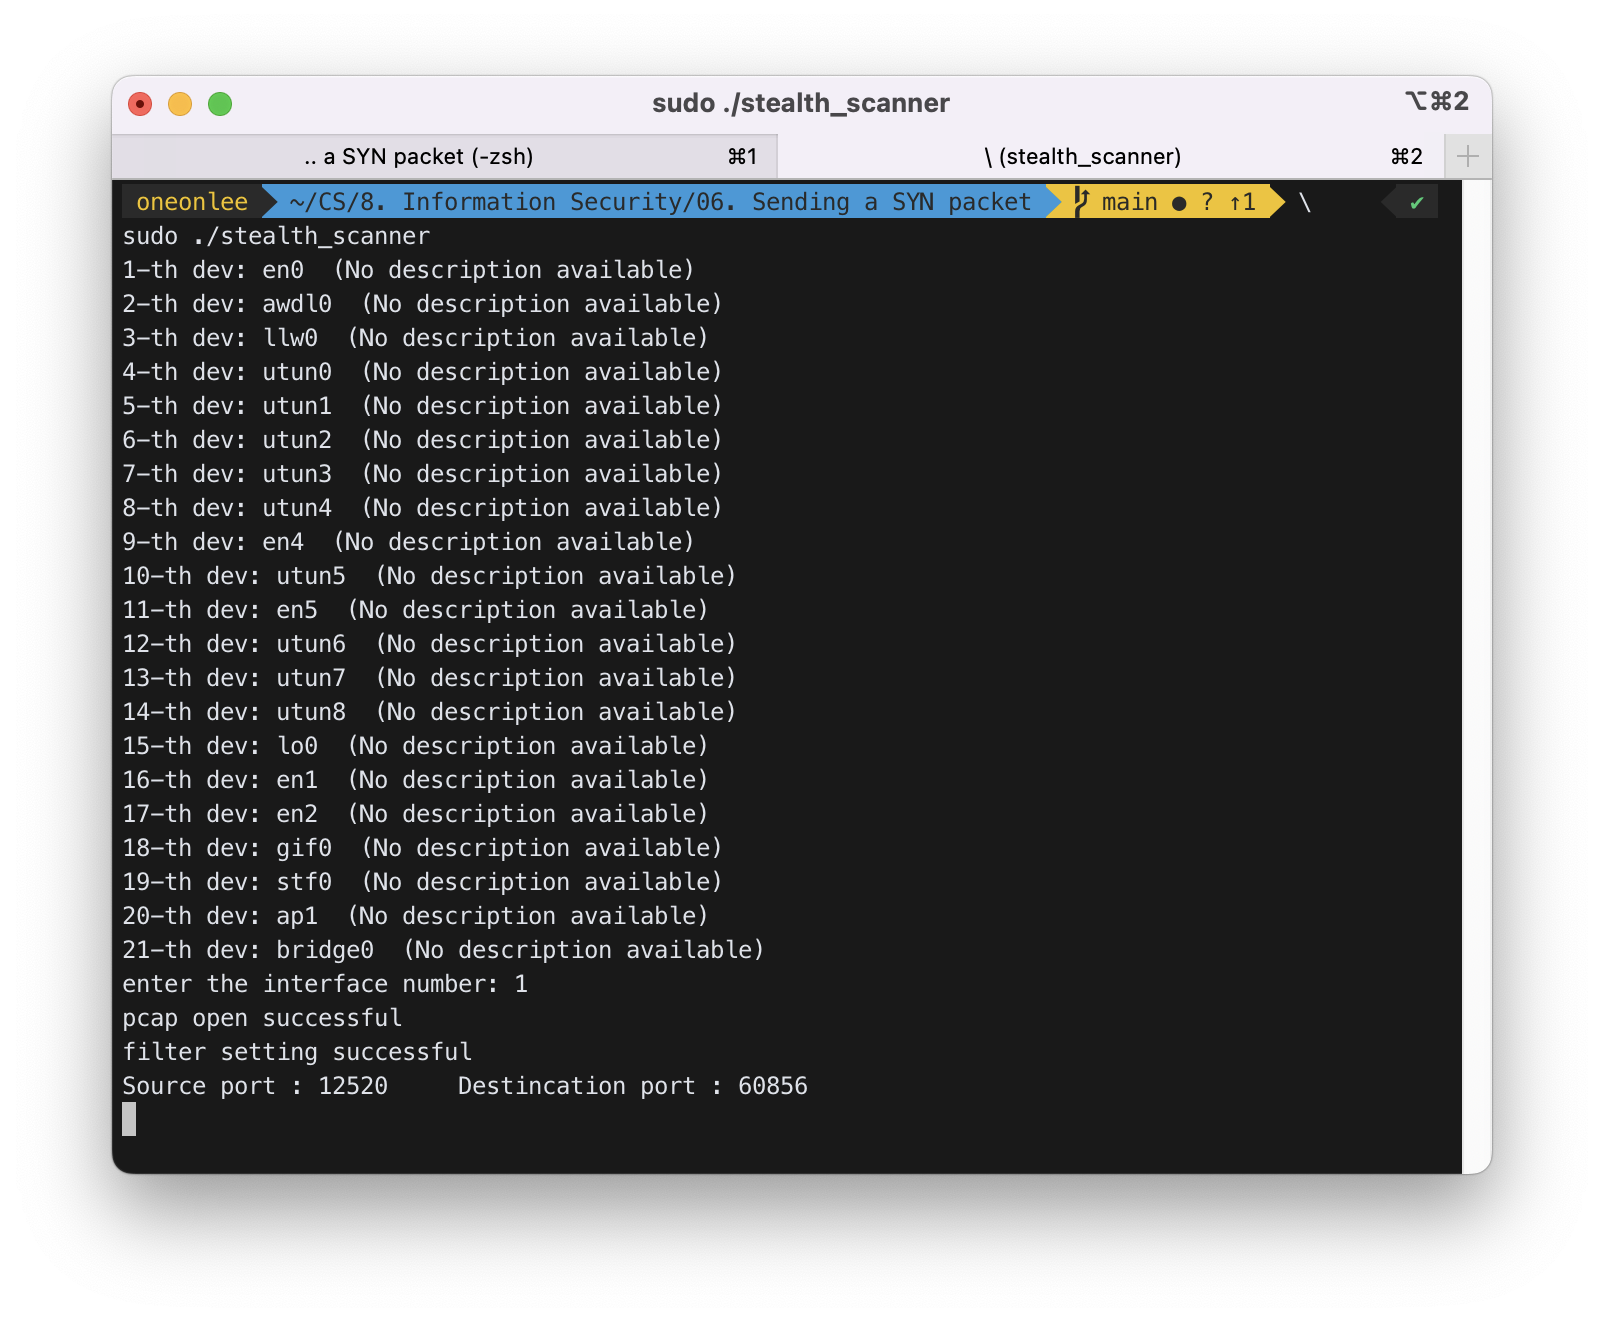 sudo ./stealth_scanner ⌥⌘2
.. a SYN packet (-zsh) ⌘1 \ (stealth_scanner) ⌘2
oneonlee ~/CS/8. Information Security/06. Sending a SYN packet main ● ? ↑1 \ ✔
sudo ./stealth_scanner
1-th dev: en0  (No description available)
2-th dev: awdl0  (No description available)
3-th dev: llw0  (No description available)
4-th dev: utun0  (No description available)
5-th dev: utun1  (No description available)
6-th dev: utun2  (No description available)
7-th dev: utun3  (No description available)
8-th dev: utun4  (No description available)
9-th dev: en4  (No description available)
10-th dev: utun5  (No description available)
11-th dev: en5  (No description available)
12-th dev: utun6  (No description available)
13-th dev: utun7  (No description available)
14-th dev: utun8  (No description available)
15-th dev: lo0  (No description available)
16-th dev: en1  (No description available)
17-th dev: en2  (No description available)
18-th dev: gif0  (No description available)
19-th dev: stf0  (No description available)
20-th dev: ap1  (No description available)
21-th dev: bridge0  (No description available)
enter the interface number: 1
pcap open successful
filter setting successful
Source port : 12520     Destincation port : 60856